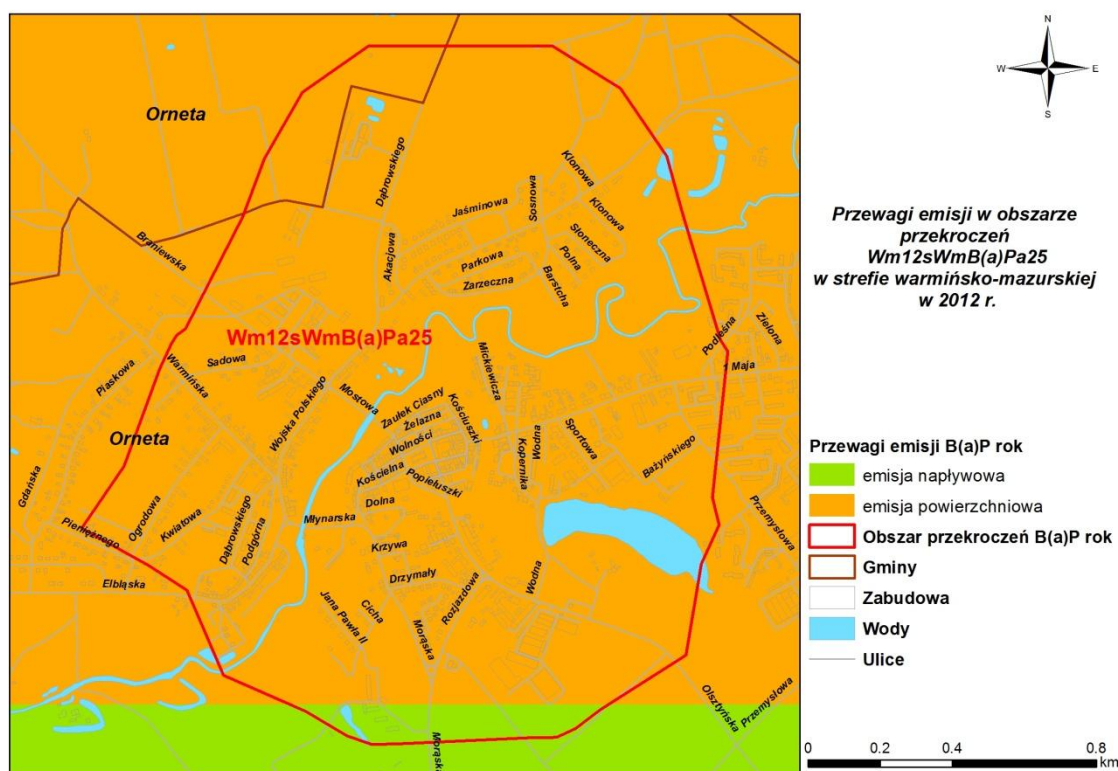 Orneta
Dąbrowskiego
Braniewska
Akacjowa
Jaśminowa
Sosnowa
Klonowa
Klonowa
Słoneczna
Polna
Parkowa
Zarzeczna
Barstcha
Wm12sWmB(a)Pa25
Piaskowa
Warmińska
Sadowa
Wojska Polskiego
Mostowa
Mickiewicza
Podleśna
Zielona
1 Maja
Zaułek Ciasny
Żelazna
Wolności
Kościuszki
Kościelna
Popiełuszki
Kopernika
Wodna
Sportowa
Bażyńskiego
Orneta
Gdańska
Pieniężnego
Ogrodowa
Kwiatowa
Dąbrowskiego
Podgórna
Młynarska
Dolna
Krzywa
Drzymały
Elbląska
Jana Pawła II
Cicha
Morąska
Rozjazdowa
Wodna
Przemysłowa
Olsztyńska
Przemysłowa
Morąska
N
W
E
S
Przewagi emisji w obszarze
przekroczeń
Wm12sWmB(a)Pa25
w strefie warmińsko-mazurskiej
w 2012 r.
Przewagi emisji B(a)P rok
emisja napływowa
emisja powierzchniowa
Obszar przekroczeń B(a)P rok
Gminy
Zabudowa
Wody
Ulice
0 0.2 0.4 0.8
km